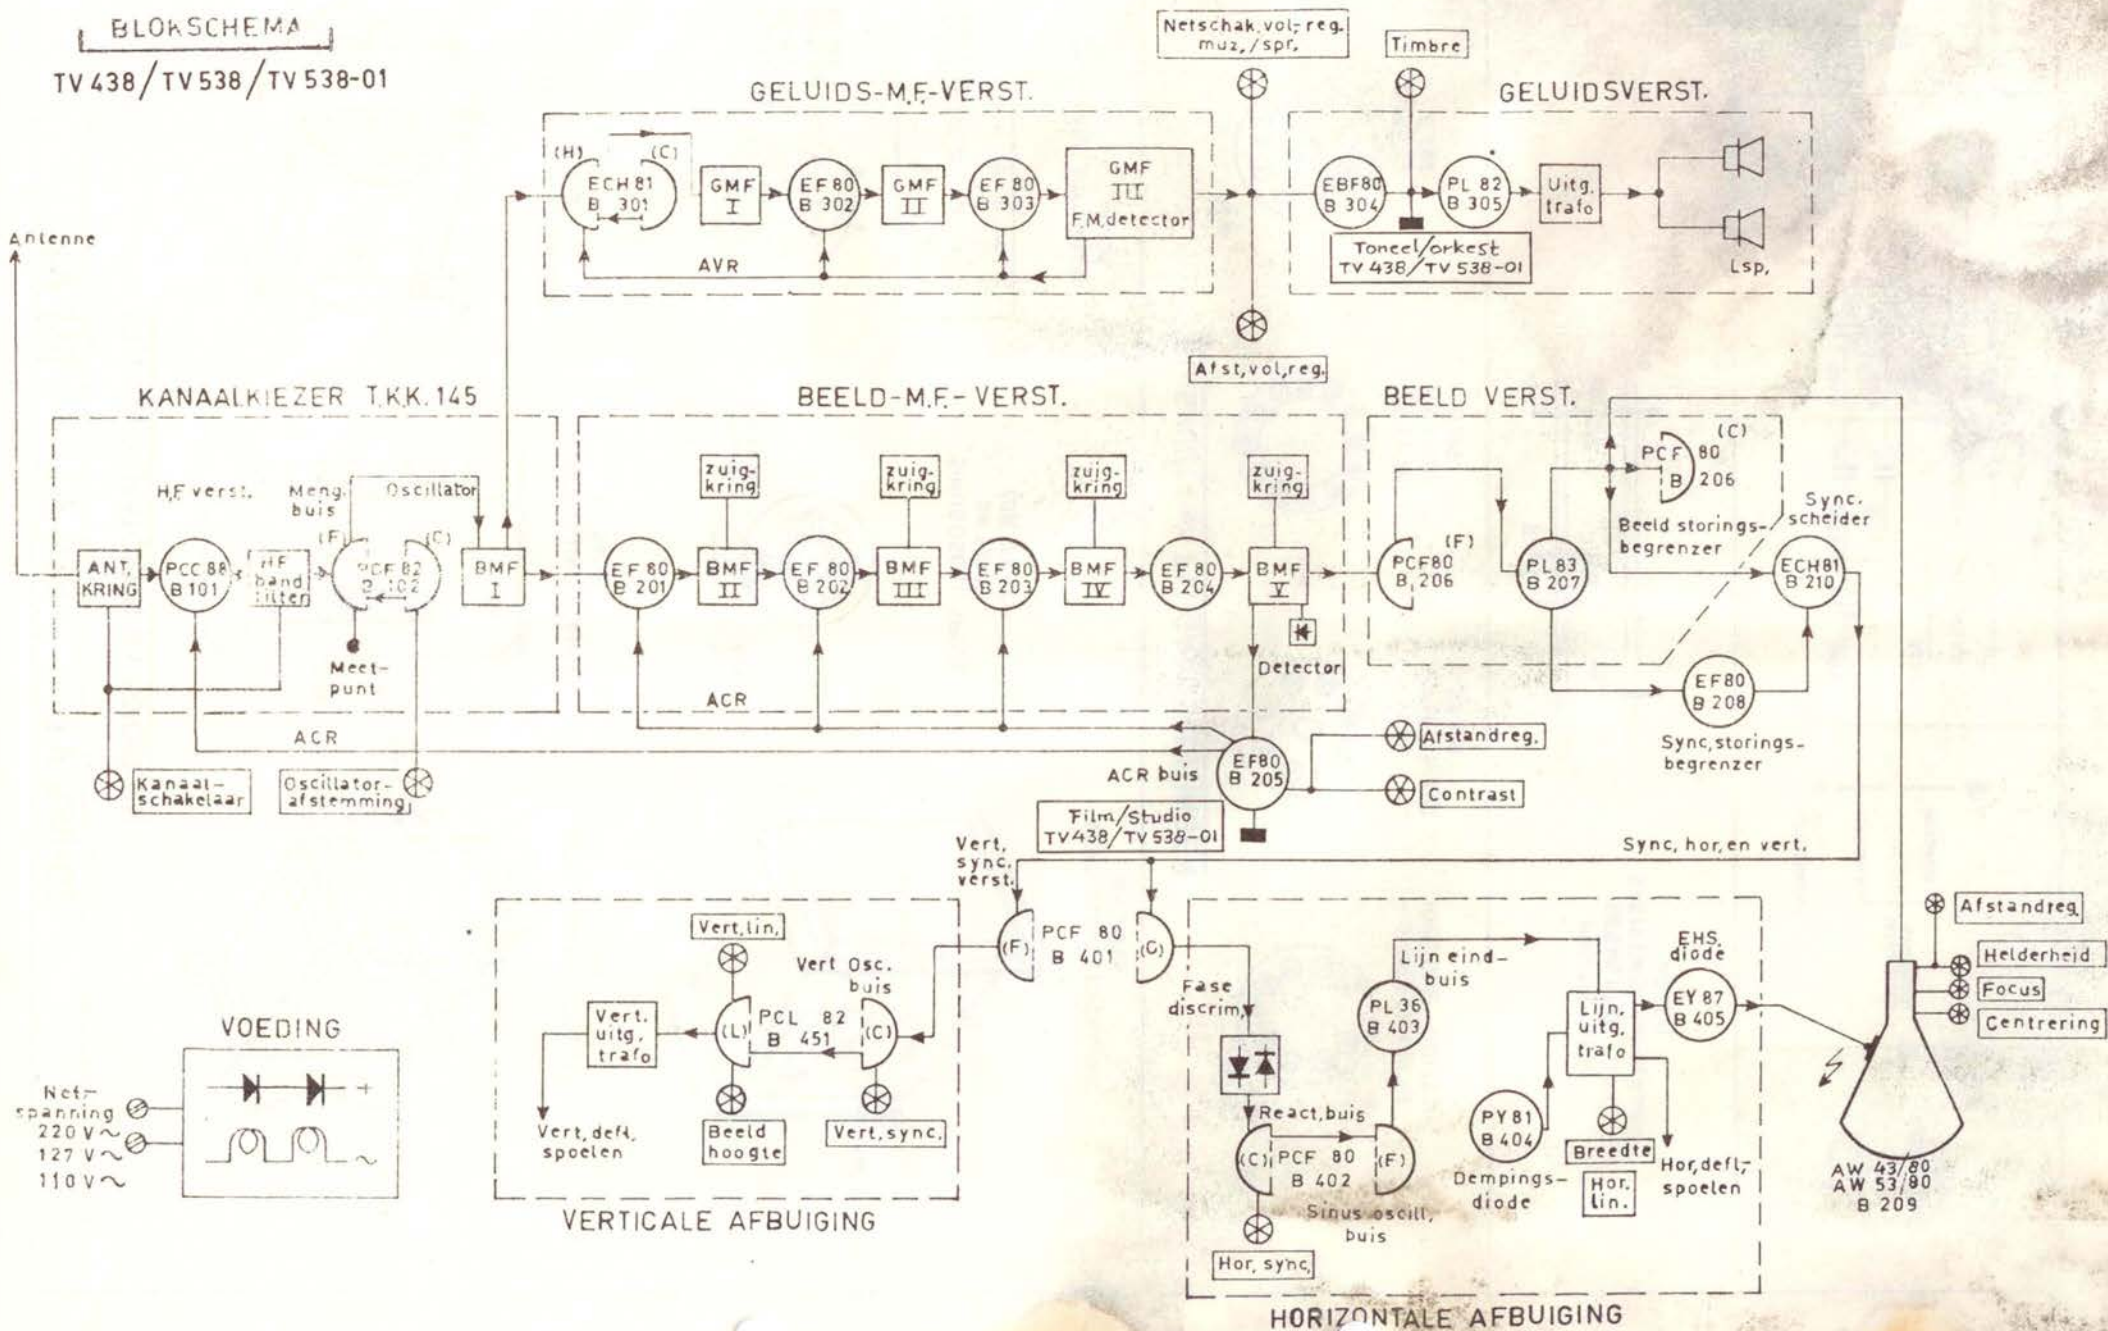 BLOKSCHEMA
TV 438/TV 538/TV 538-01
Netschak, vol,-reg.
muz,/spr,
Timbre
GELUIDS-M.F.-VERST.
GELUIDSVERST.
(H)
(C)
ECH 81
B 301
GMF
I
EF 80
B 302
GMF
II
EF 80
B 303
GMF
III
F.M.detector
AVR
EBF80
B 304
PL 82
B 305
Uitg.
trafo
Toneel/orkest
TV 438/TV 538-01
Lsp,
Afst,vol,reg.
Antenne
KANAALKIEZER T.K.K. 145
BEELD-M.F.-VERST.
BEELD VERST.
H,F verst.
Meng.
buis
Oscillator
(F)
(C)
ANT,
KRING
PCC 88
B 101
HF
band
filter
PCF 82
B 102
BMF
I
Meet-
punt
ACR
Kanaal-
schakelaar
Oscillator-
afstemming
zuig-
kring
zuig-
kring
zuig-
kring
zuig-
kring
EF 80
B 201
BMF
II
EF 80
B 202
BMF
III
EF 80
B 203
BMF
IV
EF 80
B 204
BMF
V
Detector
ACR
ACR buis
EF80
B 205
Afstandreg.
Contrast
Film/Studio
TV438/TV 538-01
(F)
PCF80
B 206
PL83
B 207
(C)
PCF 80
B 206
Beeld storings-
begrenzer
Sync.
scheider
ECH81
B 210
EF80
B 208
Sync,storings-
begrenzer
Sync, hor, en vert.
Vert,
sync.
verst.
(F)
PCF 80
B 401
(C)
Vert,lin,
Vert Osc.
buis
Vert.
uitg,
trafo
(L)
PCL 82
B 451
(C)
Vert,defl,
spoelen
Beeld
hoogte
Vert,sync,
VERTICALE AFBUIGING
VOEDING
+
~
Net,-
spanning
220 V ~
127 V ~
110 V ~
Fase
discrim,
React,buis
(C)
PCF 80
B 402
(F)
Sinus oscill,
buis
Hor, sync,
Lijn eind-
buis
PL 36
B 403
PY 81
B 404
Dempings-
diode
Lijn,
uitg,
trafo
EHS.
diode
EY 87
B 405
Breedte
Hor.
lin.
Hor,defl,-
spoelen
HORIZONTALE AFBUIGING
Afstandreg.
Helderheid
Focus
Centrering
AW 43/80
AW 53/80
B 209